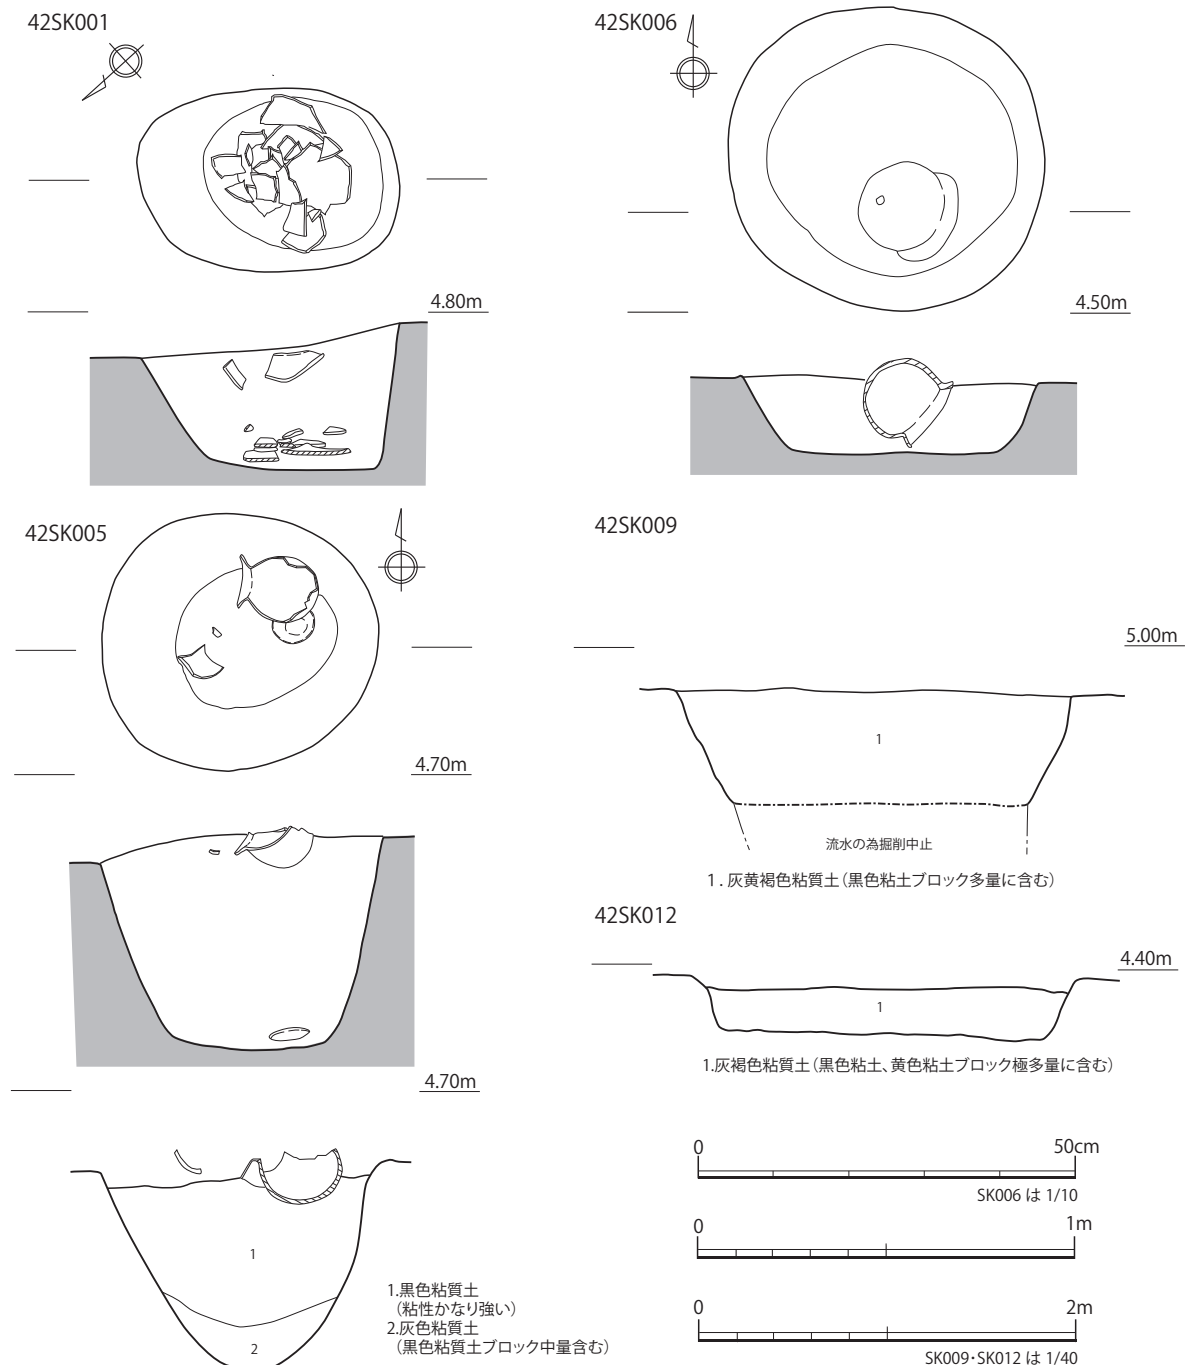 42SK001
4.80m
42SK006
4.50m
42SK005
4.70m
4.70m
1
2
1.黒色粘質土
（粘性かなり強い）
2.灰色粘質土
（黒色粘質土ブロック中量含む）
42SK009
5.00m
1
流水の為掘削中止
1．灰黄褐色粘質土（黒色粘土ブロック多量に含む）
42SK012
4.40m
1
1.灰褐色粘質土（黒色粘土、黄色粘土ブロック極多量に含む）
0 50cm
SK006 は 1/10
0 1m
0 2m
SK009・SK012 は 1/40